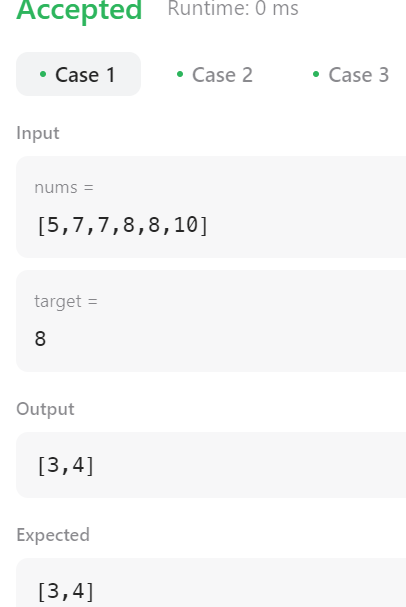 Accepted Runtime: 0 ms
Case 1 Case 2 Case 3
Input
nums =
[5,7,7,8,8,10]
target =
8
Output
[3,4]
Expected
[3,4]